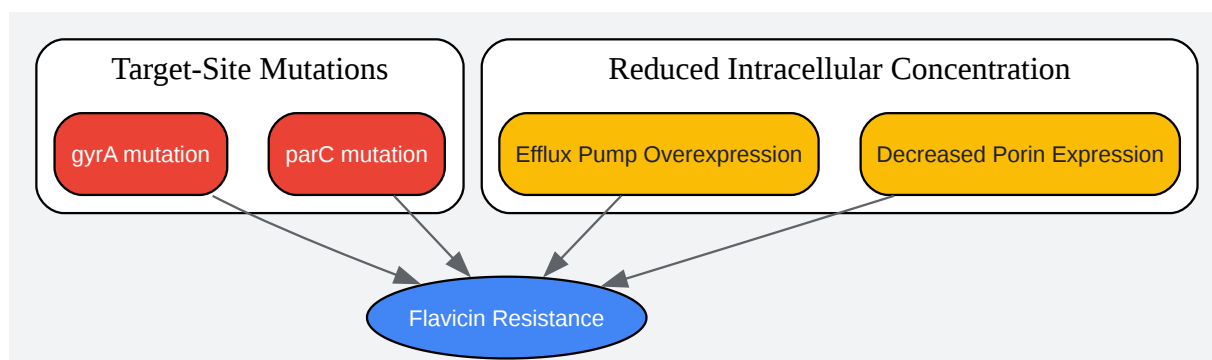 Target-Site Mutations
Reduced Intracellular Concentration
gyrA mutation
parC mutation
Efflux Pump Overexpression
Decreased Porin Expression
Flavicin Resistance